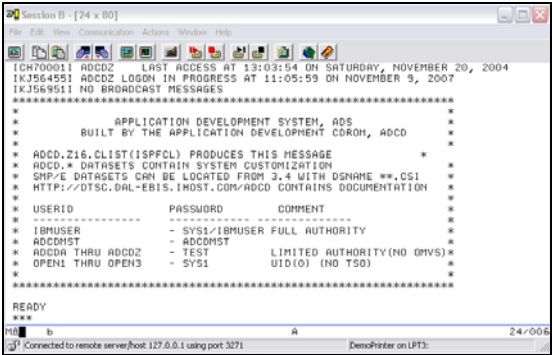 Session B - [24 x 80]
File Edit View Communication Actions Window Help
ICH70001I ADCDZ    LAST ACCESS AT 13:03:54 ON SATURDAY, NOVEMBER 20, 2004
IKJ56455I ADCDZ LOGON IN PROGRESS AT 11:05:59 ON NOVEMBER 9, 2007
IKJ56951I NO BROADCAST MESSAGES
******************************************************************
*                                                                *
*              APPLICATION DEVELOPMENT SYSTEM, ADS               *
*         BUILT BY THE APPLICATION DEVELOPMENT CDROM, ADCD       *
*                                                                *
*  ADCD.Z16.CLIST(ISPFCL) PRODUCES THIS MESSAGE              *
*  ADCD.* DATASETS CONTAIN SYSTEM CUSTOMIZATION                  *
*  SMP/E DATASETS CAN BE LOCATED FROM 3.4 WITH DSNAME **.CSI     *
*  HTTP://DTSC.DAL-EBIS.IHOST.COM/ADCD CONTAINS DOCUMENTATION    *
*                                                                *
*  USERID              PASSWORD        COMMENT                   *
*  ----------------    ------------ --------------               *
*  IBMUSER             - SYS1/IBMUSER FULL AUTHORITY             *
*  ADCDMST             - ADCDMST                                 *
*  ADCDA THRU ADCDZ    - TEST         LIMITED AUTHORITY(NO OMVS)*
*  OPEN1 THRU OPEN3    - SYS1         UID(0) (NO TSO)            *
*                                                                *
******************************************************************
READY
***
MA b A 24/006
Connected to remote server/host 127.0.0.1 using port 3271 DemoPrinter on LPT3: